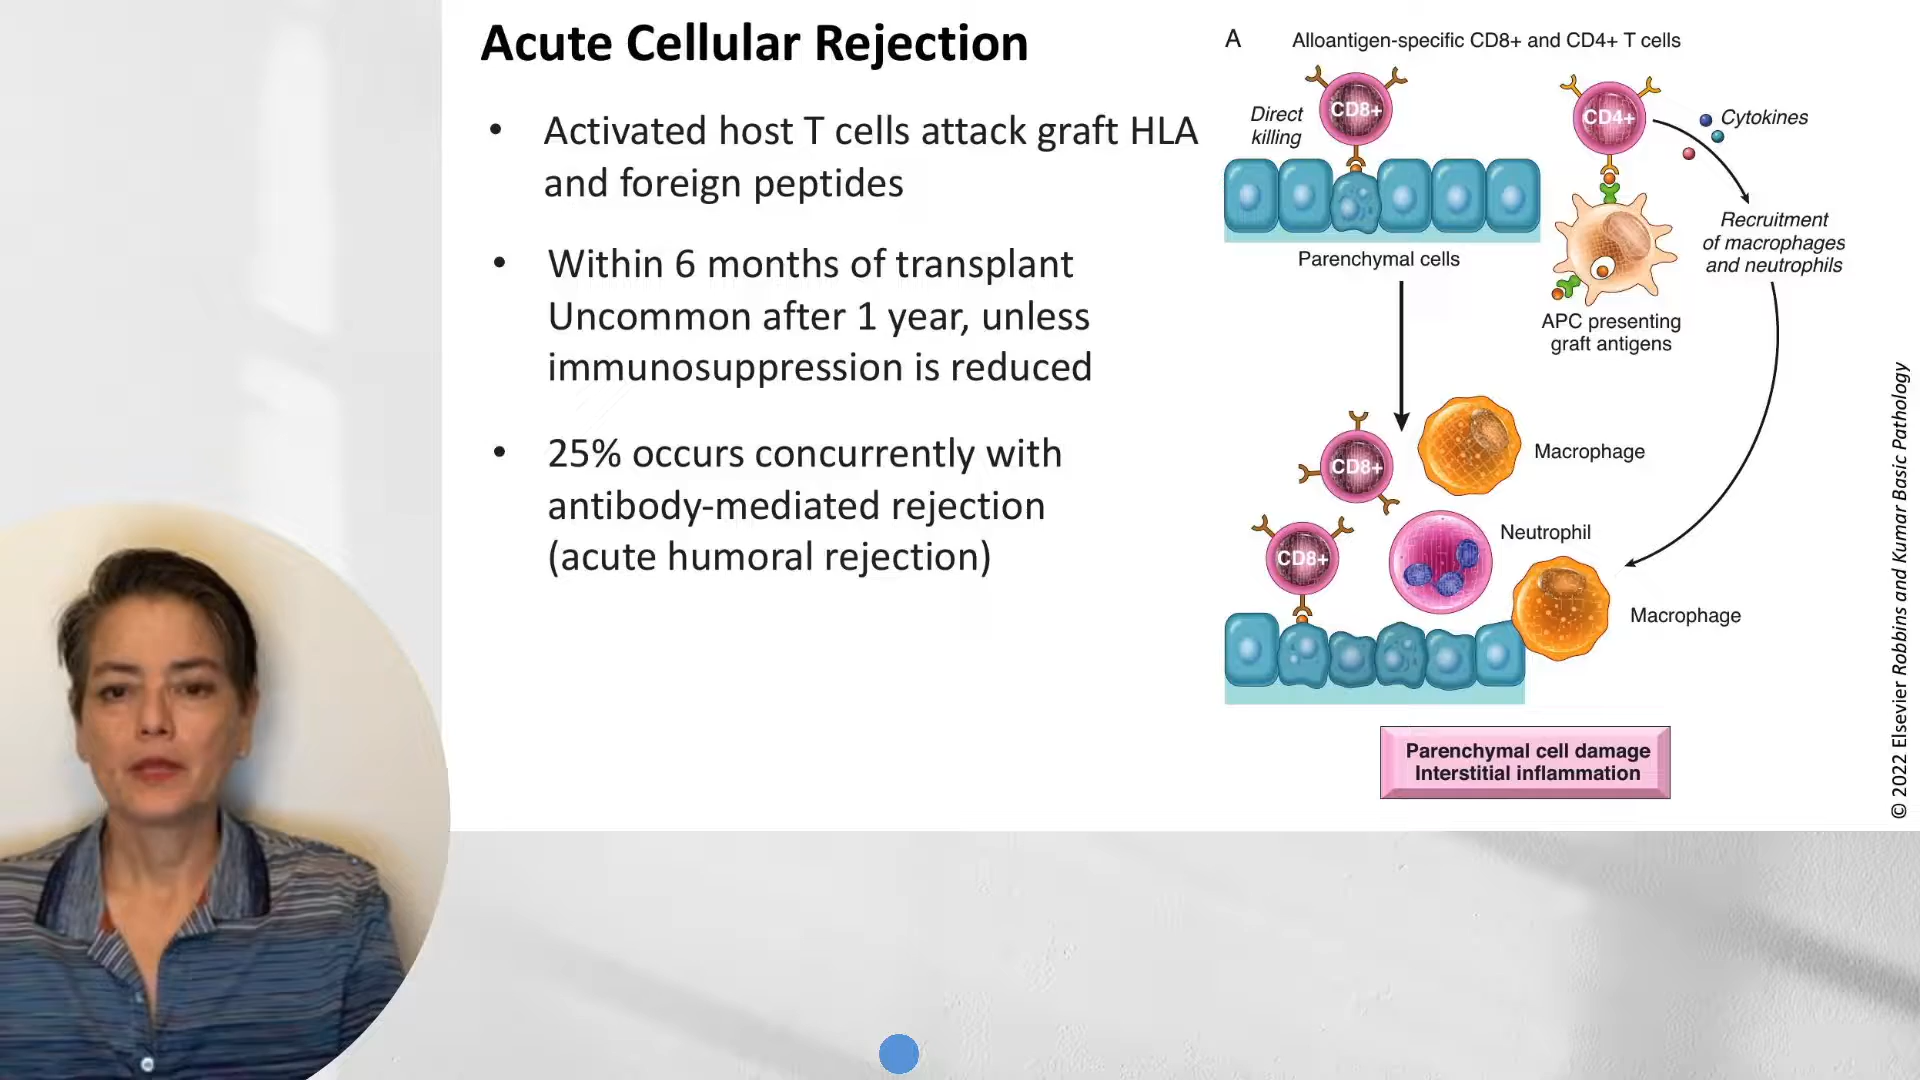 Acute Cellular Rejection
• Activated host T cells attack graft HLA
and foreign peptides
• Within 6 months of transplant
Uncommon after 1 year, unless
immunosuppression is reduced
• 25% occurs concurrently with
antibody-mediated rejection
(acute humoral rejection)
A Alloantigen-specific CD8+ and CD4+ T cells
Direct
killing
CD8+
CD4+
Cytokines
Parenchymal cells
Recruitment
of macrophages
and neutrophils
APC presenting
graft antigens
CD8+
Macrophage
CD8+
Neutrophil
Macrophage
Parenchymal cell damage
Interstitial inflammation
© 2022 Elsevier Robbins and Kumar Basic Pathology